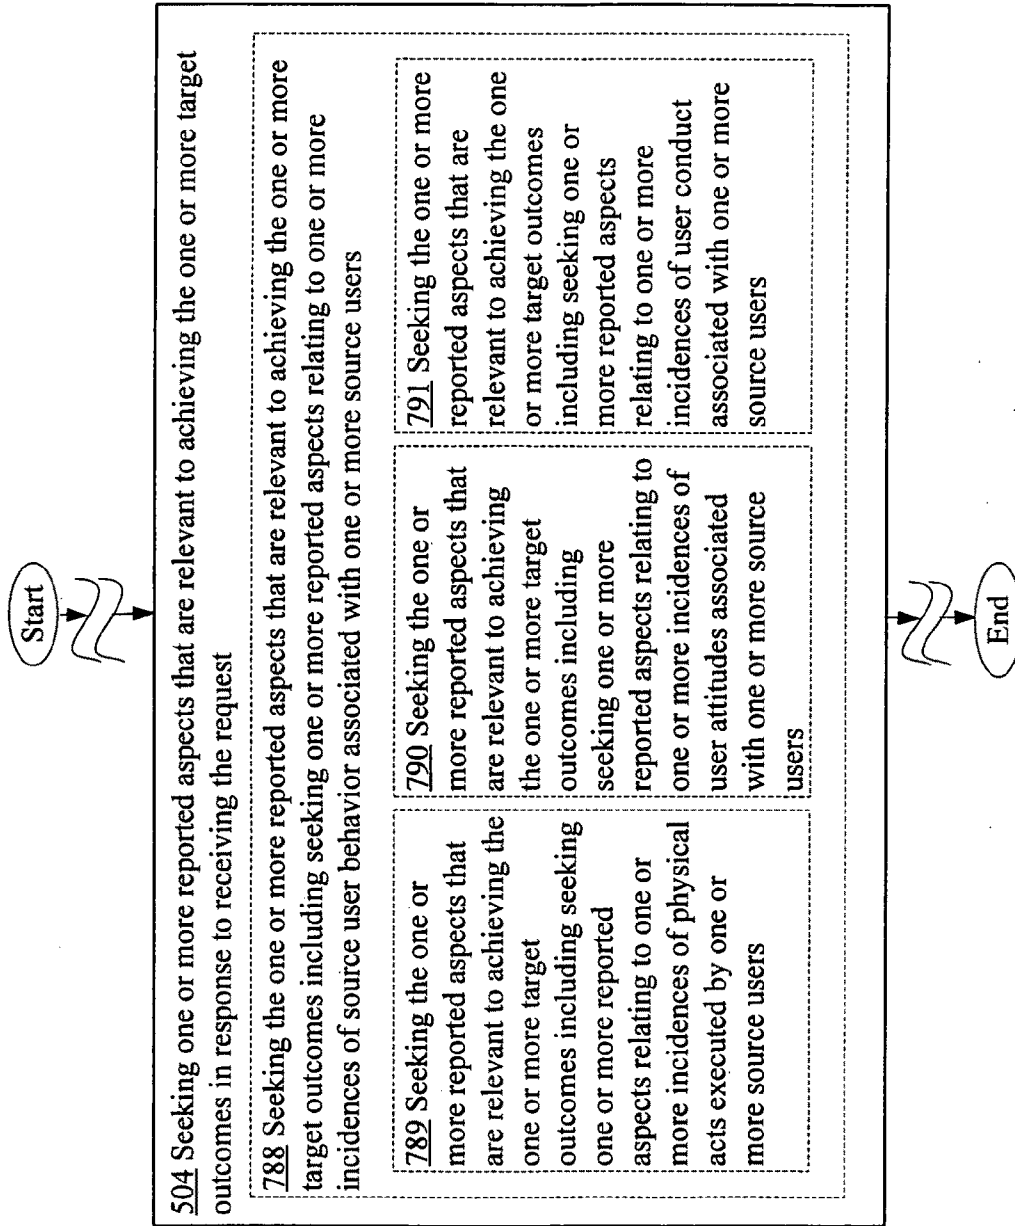 Start
504 Seeking one or more reported aspects that are relevant to achieving the one or more target
outcomes in response to receiving the request
788 Seeking the one or more reported aspects that are relevant to achieving the one or more
target outcomes including seeking one or more reported aspects relating to one or more
incidences of source user behavior associated with one or more source users
789 Seeking the one or
more reported aspects that
are relevant to achieving the
one or more target
outcomes including seeking
one or more reported
aspects relating to one or
more incidences of physical
acts executed by one or
more source users
790 Seeking the one or
more reported aspects that
are relevant to achieving
the one or more target
outcomes including
seeking one or more
reported aspects relating to
one or more incidences of
user attitudes associated
with one or more source
users
791 Seeking the one or more
reported aspects that are
relevant to achieving the one
or more target outcomes
including seeking one or
more reported aspects
relating to one or more
incidences of user conduct
associated with one or more
source users
End